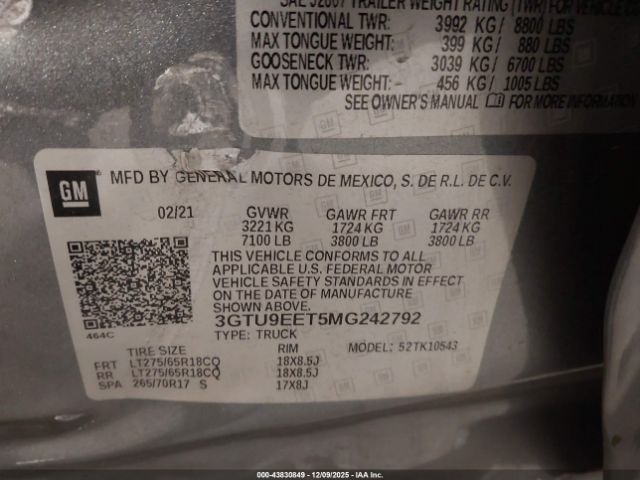 SAE J2807 TRAILER WEIGHT RATING (TWR) FOR VEHICLE
CONVENTIONAL TWR: 3992 KG / 8800 LBS
MAX TONGUE WEIGHT: 399 KG / 880 LBS
GOOSENECK TWR: 3039 KG / 6700 LBS
MAX TONGUE WEIGHT: 456 KG / 1005 LBS
SEE OWNER'S MANUAL FOR MORE INFORMATION
GM MFD BY GENERAL MOTORS DE MEXICO, S. DE R.L. DE C.V.
02/21 GVWR GAWR FRT GAWR RR
3221 KG 1724 KG 1724 KG
7100 LB 3800 LB 3800 LB
THIS VEHICLE CONFORMS TO ALL
APPLICABLE U.S. FEDERAL MOTOR
VEHICLE SAFETY STANDARDS IN EFFECT
ON THE DATE OF MANUFACTURE
SHOWN ABOVE.
3GTU9EET5MG242792
464C TYPE: TRUCK
TIRE SIZE RIM MODEL: 52TK10543
FRT LT275/65R18CQ 18X8.5J
RR LT275/65R18CQ 18X8.5J
SPA 265/70R17 S 17X8J
000-43830849 | 12/09/2025 - IAA Inc.